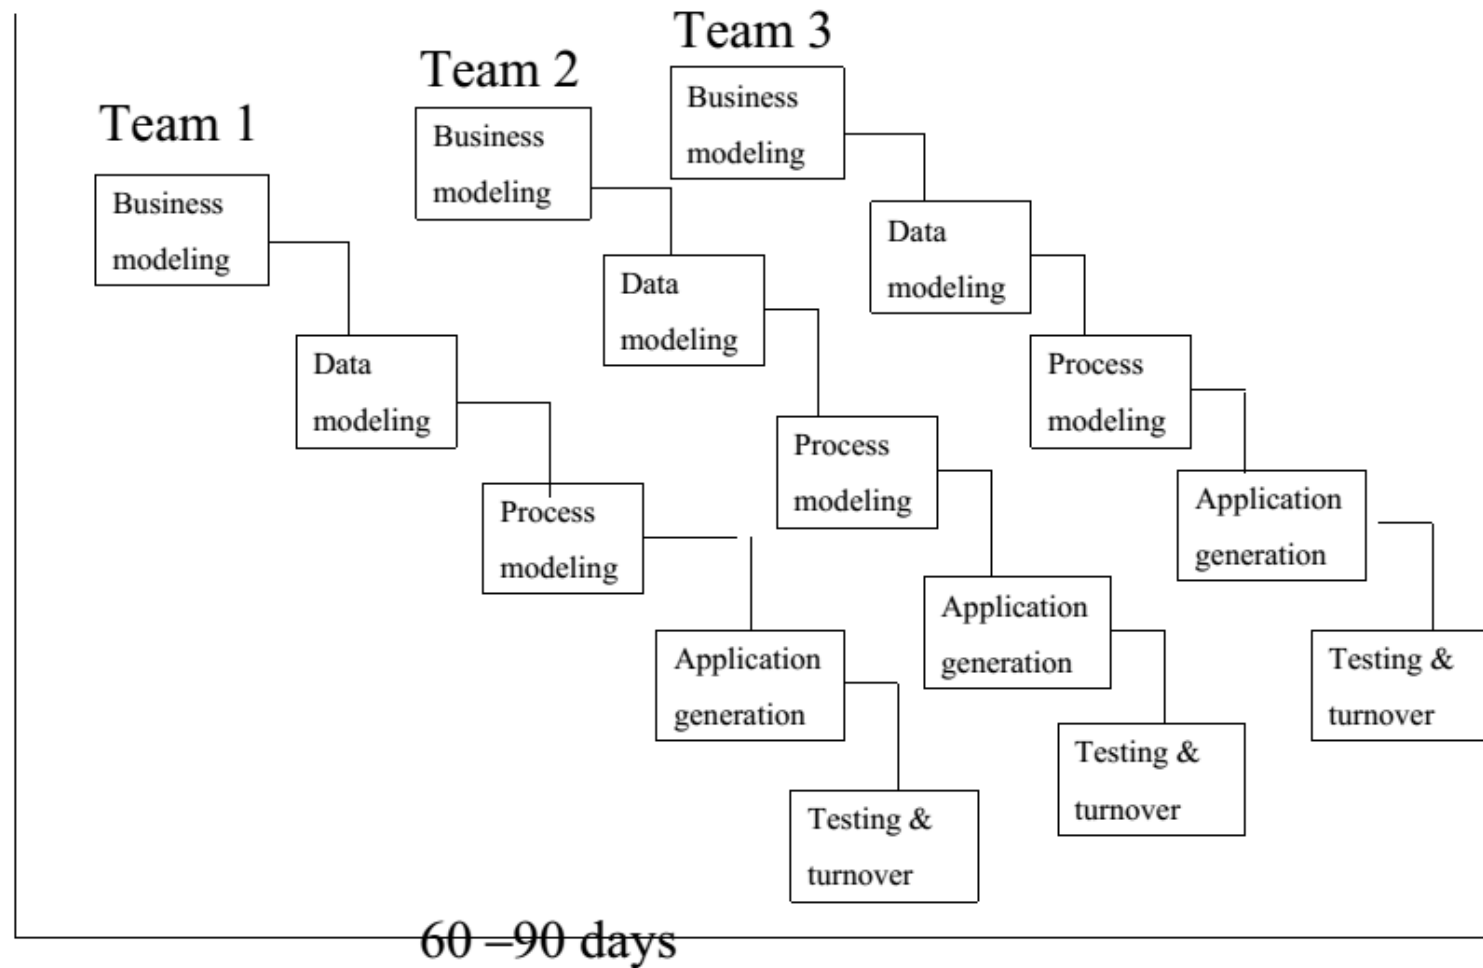 Team 1
Business
modeling
Data
modeling
Process
modeling
Application
generation
Testing &
turnover
Team 2
Business
modeling
Data
modeling
Process
modeling
Application
generation
Testing &
turnover
Team 3
Business
modeling
Data
modeling
Process
modeling
Application
generation
Testing &
turnover
60 –90 days